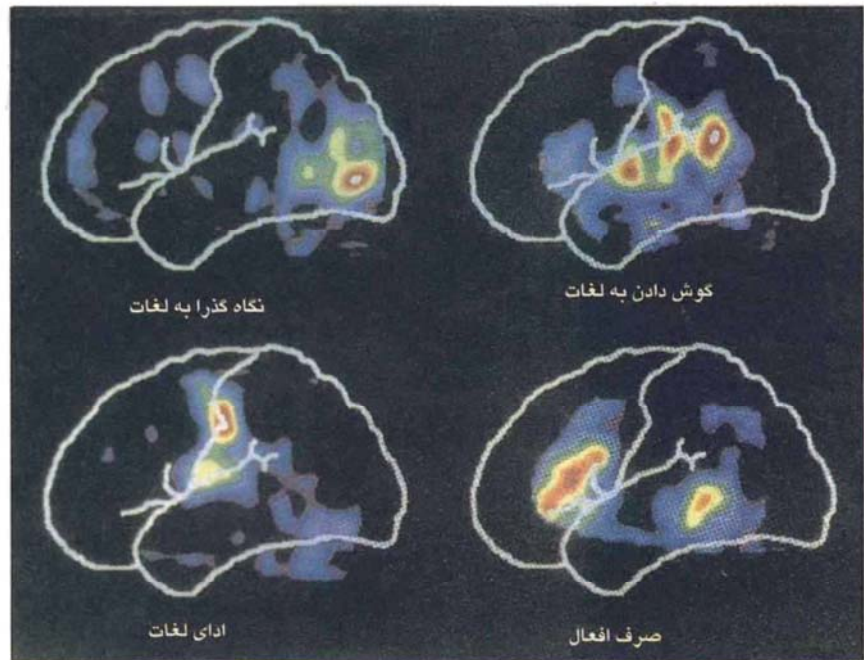 گوش دادن به لغات
نگاه گذرا به لغات
صرف افعال
ادای لغات